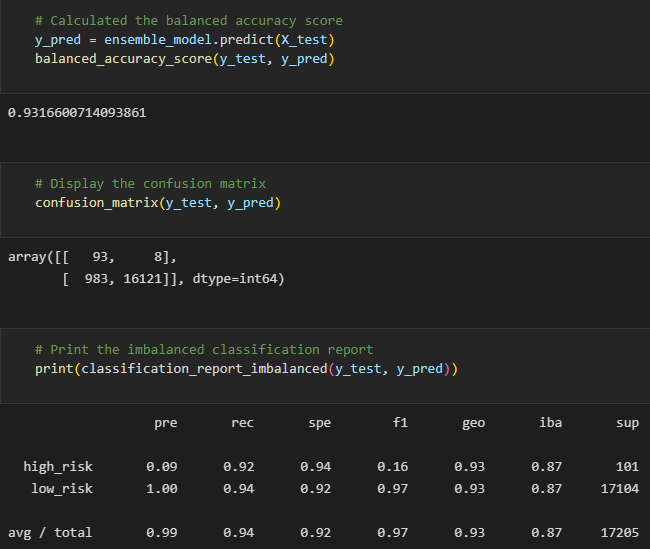 # Calculated the balanced accuracy score
y_pred = ensemble_model.predict(X_test)
balanced_accuracy_score(y_test, y_pred)
0.9316600714093861
# Display the confusion matrix
confusion_matrix(y_test, y_pred)
array([[   93,     8],
       [  983, 16121]], dtype=int64)
# Print the imbalanced classification report
print(classification_report_imbalanced(y_test, y_pred))
pre rec spe f1 geo iba sup
high_risk 0.09 0.92 0.94 0.16 0.93 0.87 101
low_risk 1.00 0.94 0.92 0.97 0.93 0.87 17104
avg / total 0.99 0.94 0.92 0.97 0.93 0.87 17205